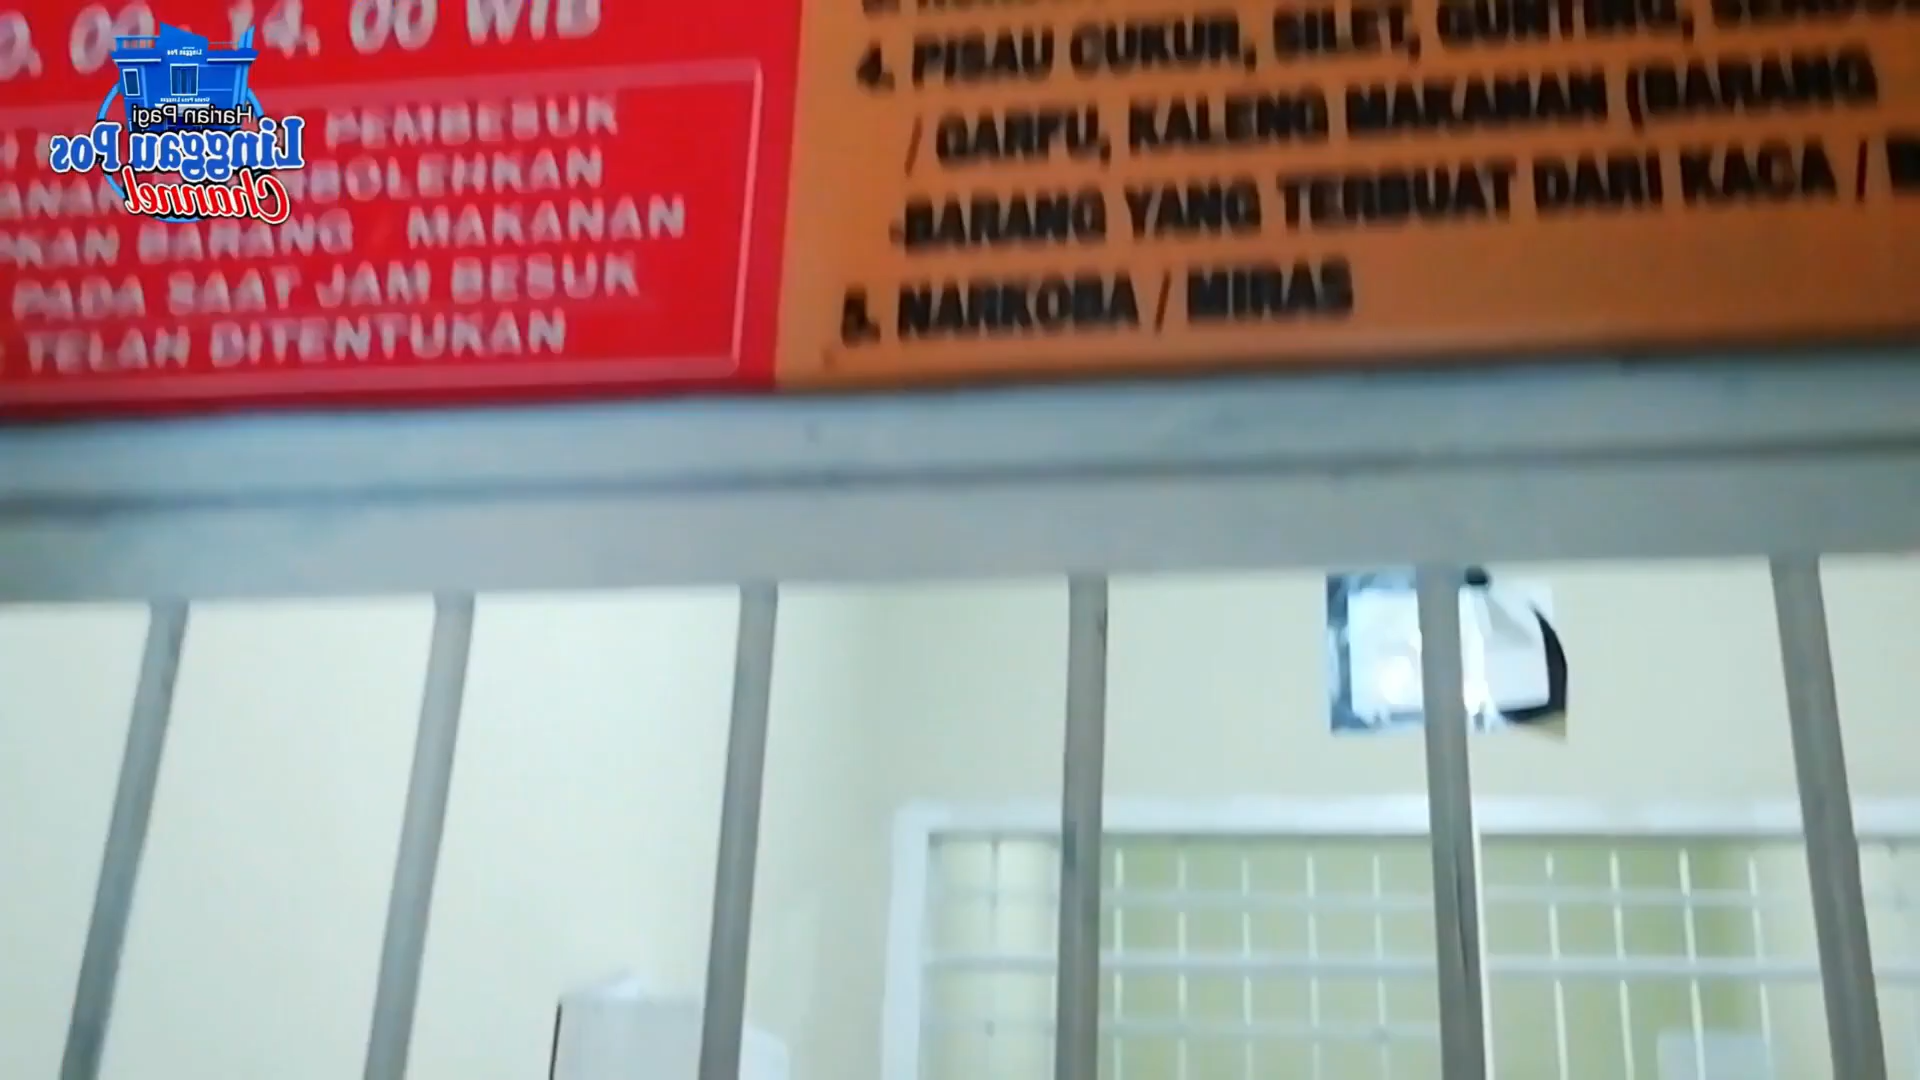 14. 00 WIB
PEMBESUK
BOLEHKAN
BARANG / MAKANAN
PADA SAAT JAM BESUK
TELAH DITENTUKAN
4. PISAU CUKUR, SILET, GUNTING,
/ GARPU, KALENG MAKANAN (BARANG
-BARANG YANG TERBUAT DARI KACA /
5. NARKOBA / MIRAS
Harian Pagi
Linggau Pos
Channel